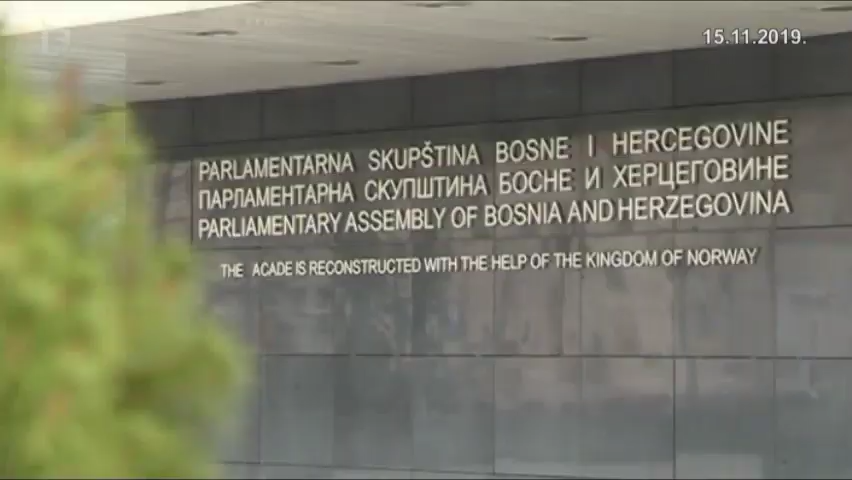 15.11.2019.
PARLAMENTARNA SKUPŠTINA BOSNE I HERCEGOVINE
ПАРЛАМЕНТАРНА СКУПШТИНА БОСНЕ И ХЕРЦЕГОВИНЕ
PARLIAMENTARY ASSEMBLY OF BOSNIA AND HERZEGOVINA
THE ACADE IS RECONSTRUCTED WITH THE HELP OF THE KINGDOM OF NORWAY